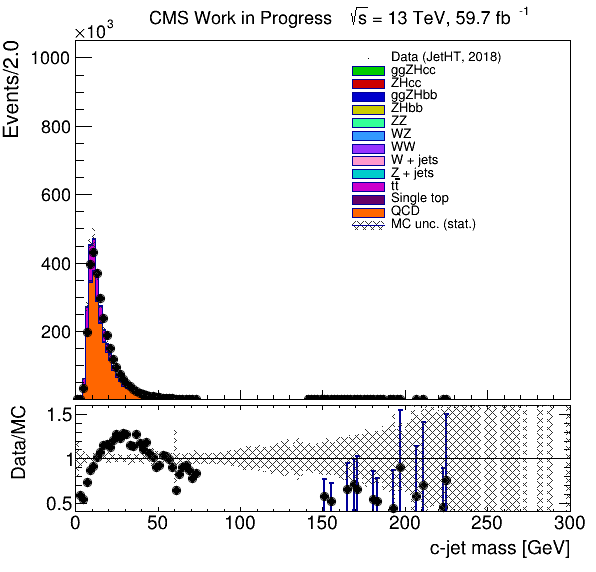 CMS Work in Progress √s = 13 TeV, 59.7 fb⁻¹
×10³
Events/2.0
1000
800
600
400
200
Data (JetHT, 2018)
ggZHcc
ZHcc
ggZHbb
ZHbb
ZZ
WZ
WW
W + jets
Z + jets
tt̅
Single top
QCD
MC unc. (stat.)
Data/MC
1.5
1
0.5
0 50 100 150 200 250 300
c-jet mass [GeV]